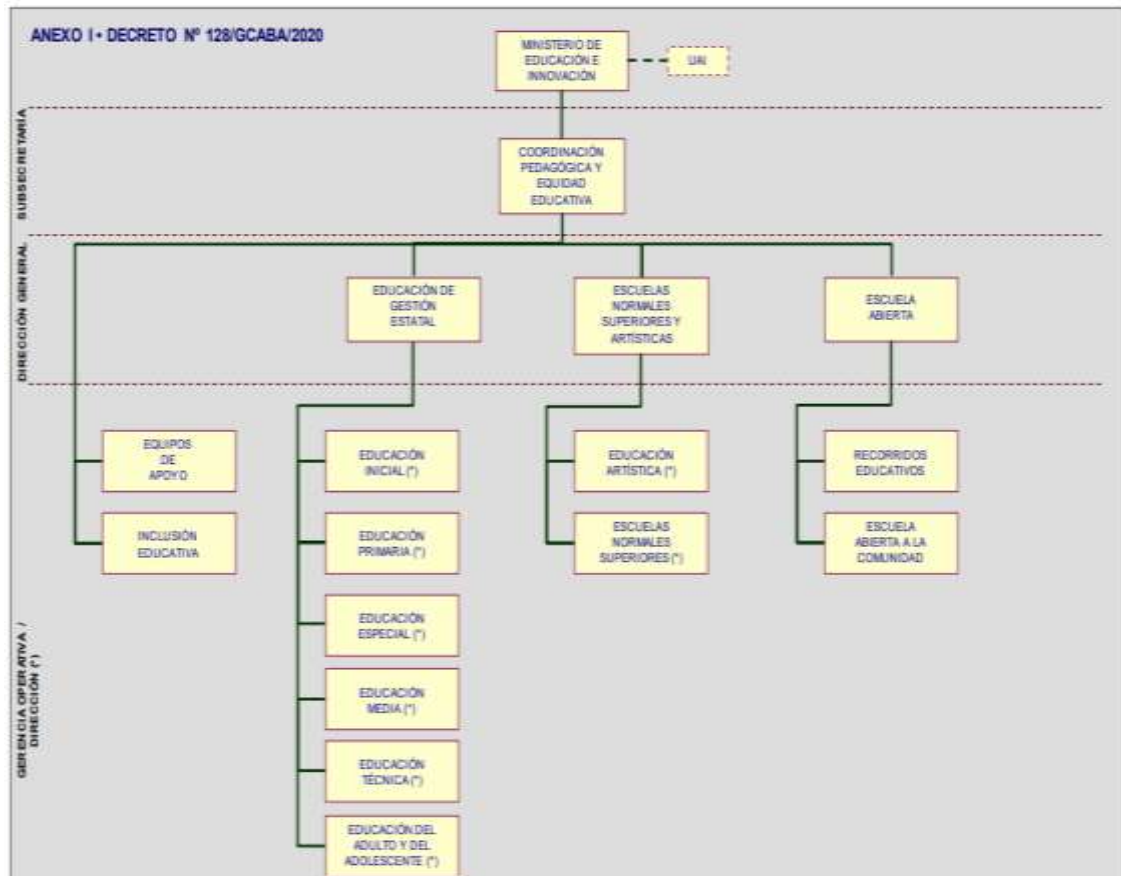 ANEXO I • DECRETO Nº 128/GCABA/2020
MINISTERIO DE
EDUCACIÓN E
INNOVACIÓN
UAI
SUBSECRETARÍA
COORDINACIÓN
PEDAGÓGICA Y
EQUIDAD
EDUCATIVA
DIRECCIÓN GENERAL
EDUCACIÓN DE
GESTIÓN
ESTATAL
ESCUELAS
NORMALES
SUPERIORES Y
ARTÍSTICAS
ESCUELA
ABIERTA
GERENCIA OPERATIVA /
DIRECCIÓN (*)
EQUIPOS
DE
APOYO
INCLUSIÓN
EDUCATIVA
EDUCACIÓN
INICIAL (*)
EDUCACIÓN
PRIMARIA (*)
EDUCACIÓN
ESPECIAL (*)
EDUCACIÓN
MEDIA (*)
EDUCACIÓN
TÉCNICA (*)
EDUCACIÓN DEL
ADULTO Y DEL
ADOLESCENTE (*)
EDUCACIÓN
ARTÍSTICA (*)
ESCUELAS
NORMALES
SUPERIORES (*)
RECORRIDOS
EDUCATIVOS
ESCUELA
ABIERTA A LA
COMUNIDAD